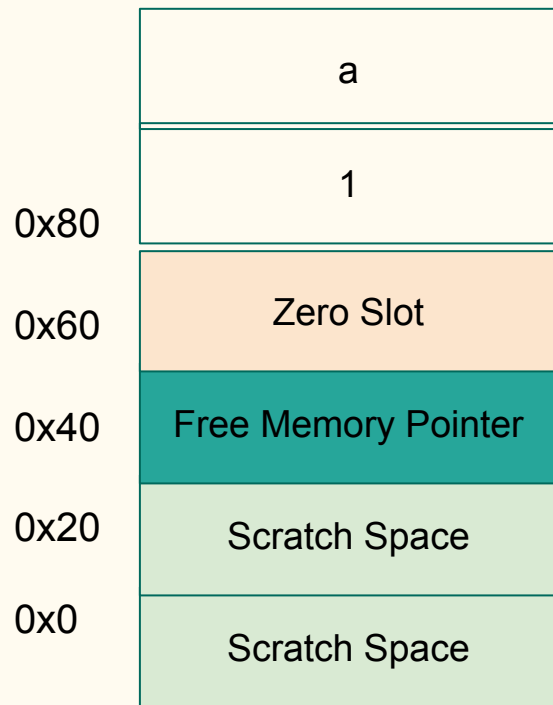 a
1
0x80
Zero Slot
0x60
Free Memory Pointer
0x40
0x20
Scratch Space
0x0
Scratch Space